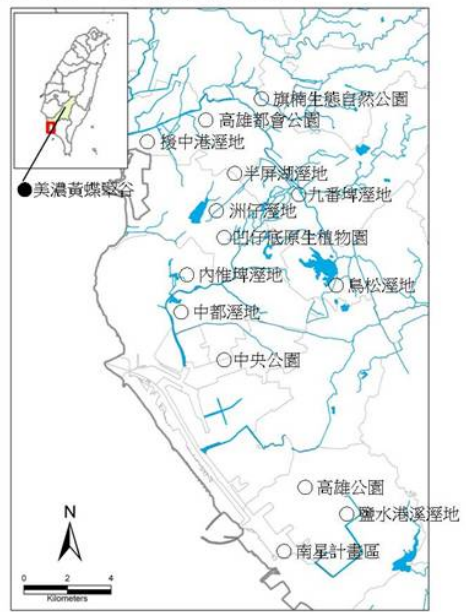 旗楠生態自然公園
高雄都會公園
援中港溼地
半屏湖溼地
美濃黃蝶翠谷
九番埤溼地
洲仔溼地
凹仔底原生植物園
內惟埤溼地
鳥松溼地
中都溼地
中央公園
高雄公園
鹽水港溪溼地
N
南星計畫區
0 2 4
Kilometers